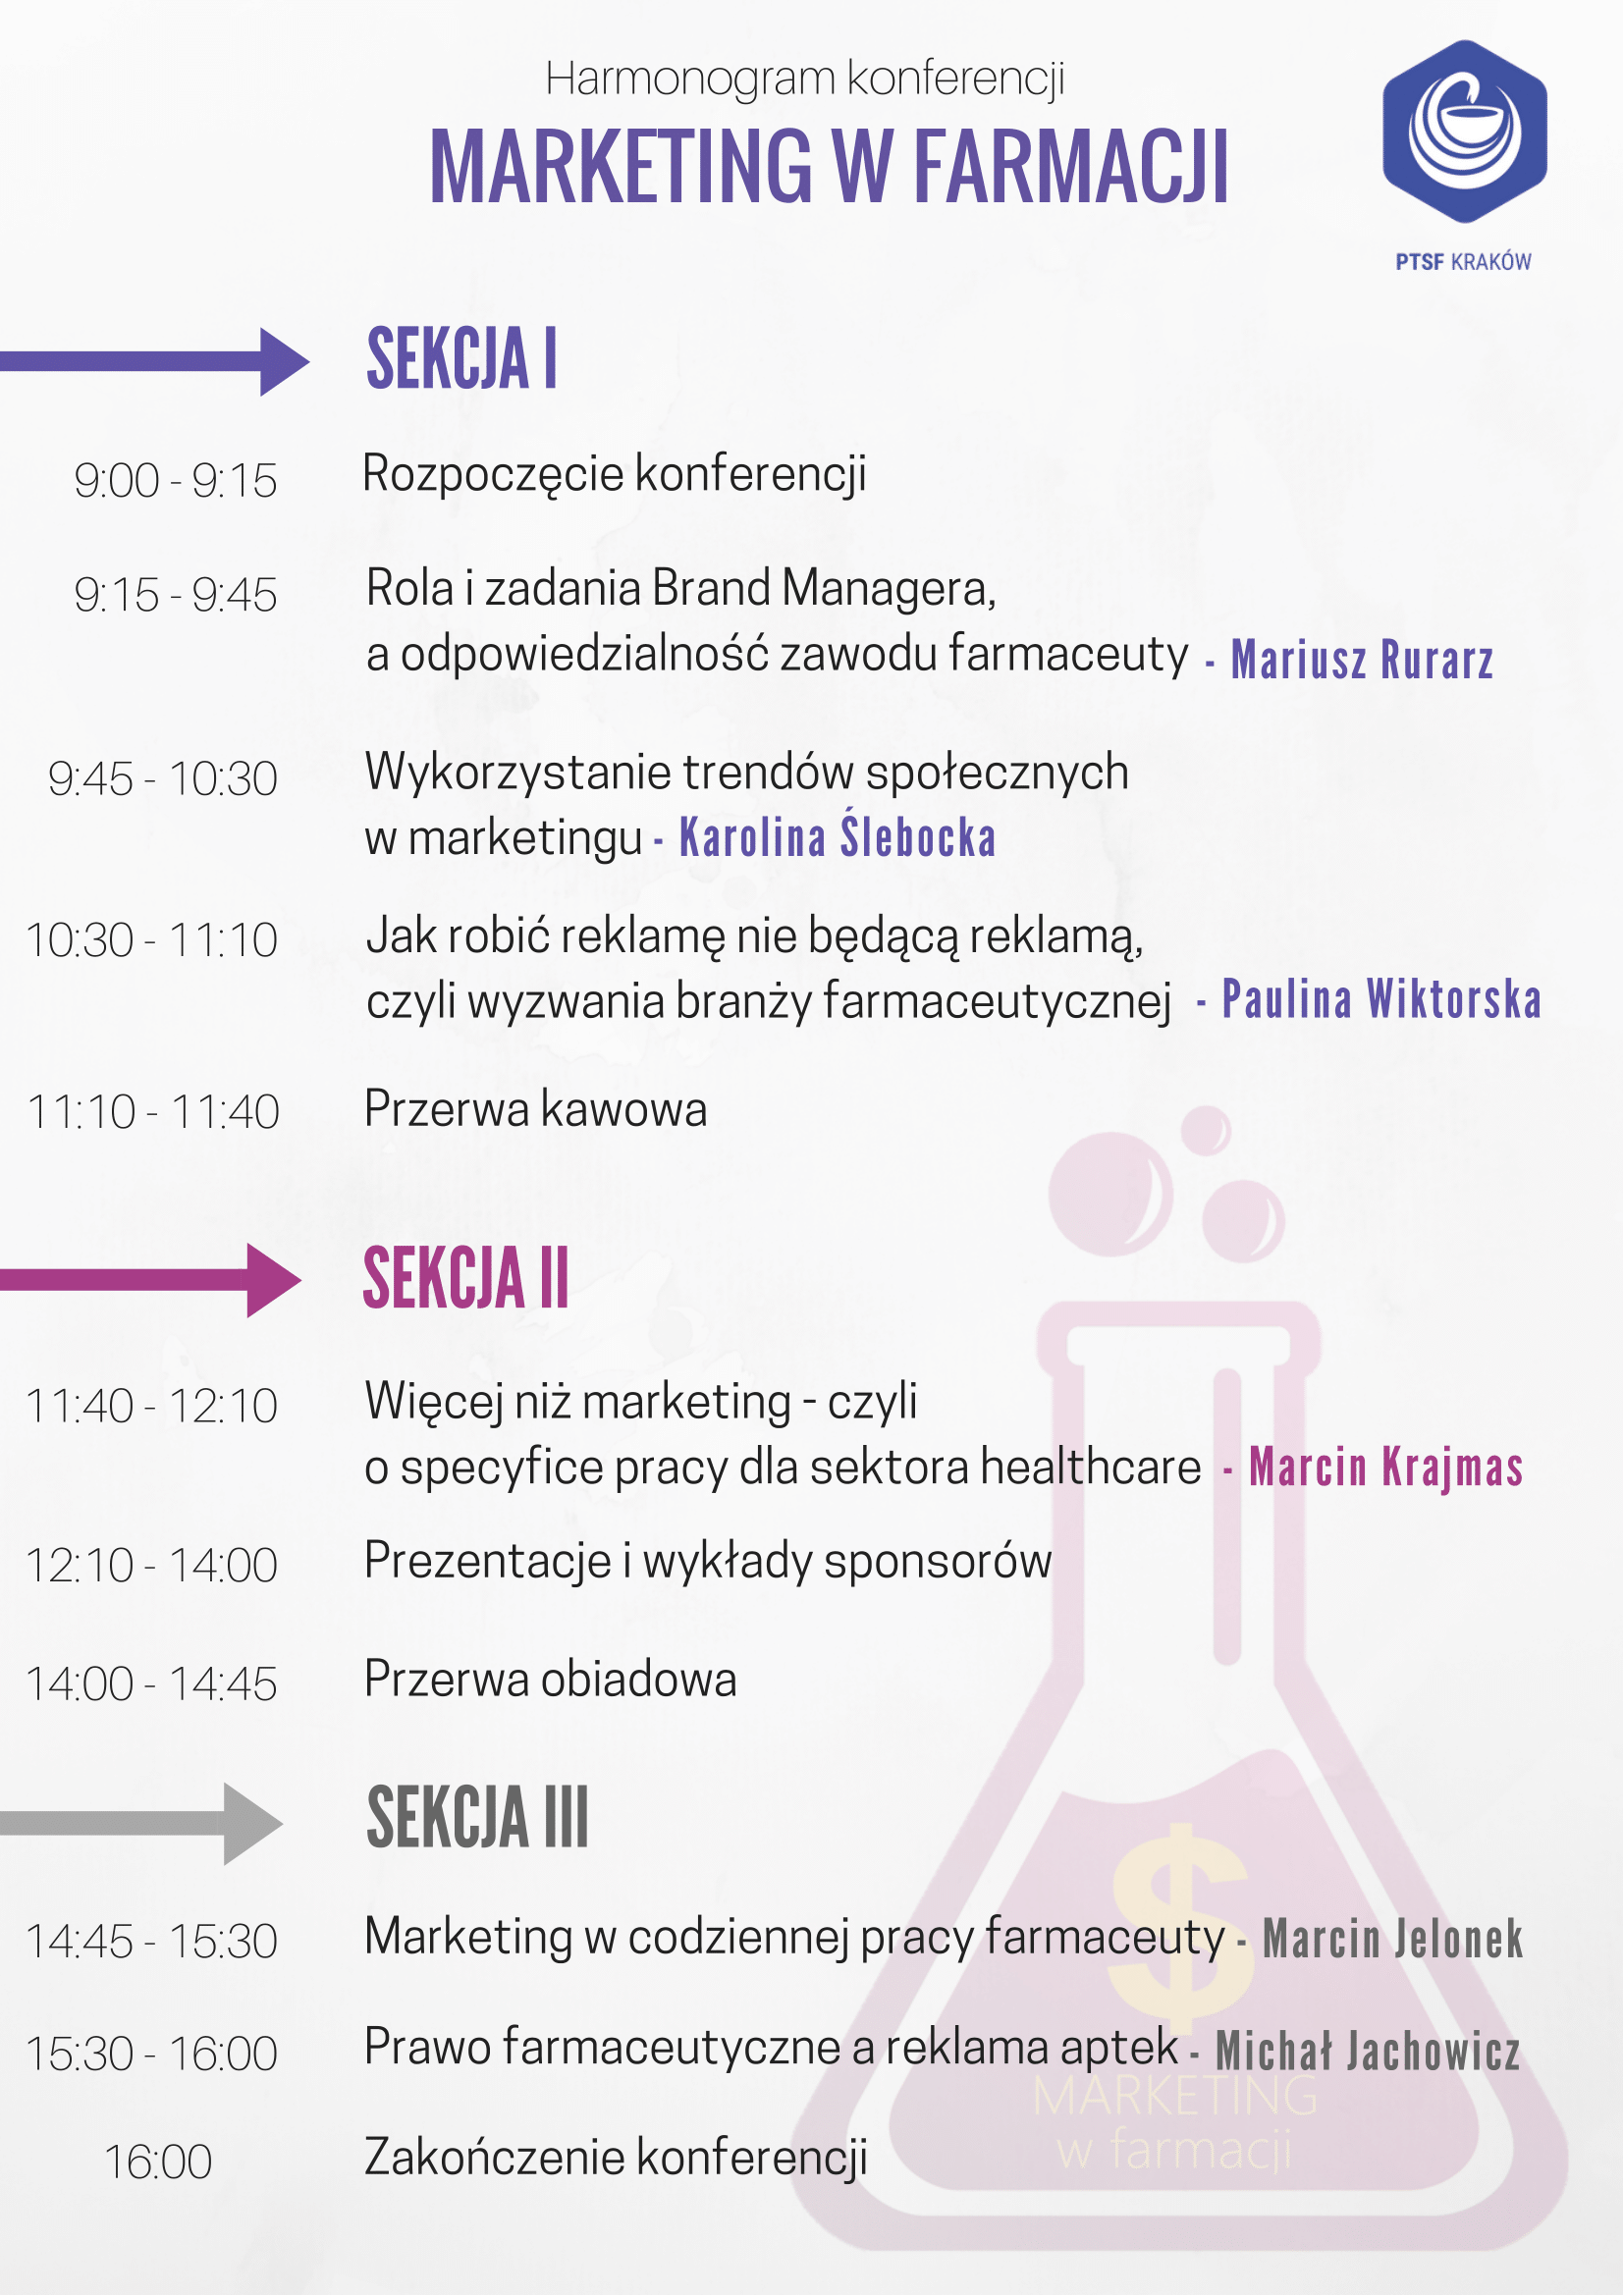 Harmonogram konferencji
MARKETING W FARMACJI
PTSF KRAKÓW
SEKCJA I
9:00 - 9:15 Rozpoczęcie konferencji
9:15 - 9:45 Rola i zadania Brand Managera,
a odpowiedzialność zawodu farmaceuty - Mariusz Rurarz
9:45 - 10:30 Wykorzystanie trendów społecznych
w marketingu - Karolina Ślebocka
10:30 - 11:10 Jak robić reklamę nie będącą reklamą,
czyli wyzwania branży farmaceutycznej - Paulina Wiktorska
11:10 - 11:40 Przerwa kawowa
SEKCJA II
11:40 - 12:10 Więcej niż marketing - czyli
o specyfice pracy dla sektora healthcare - Marcin Krajmas
12:10 - 14:00 Prezentacje i wykłady sponsorów
14:00 - 14:45 Przerwa obiadowa
SEKCJA III
14:45 - 15:30 Marketing w codziennej pracy farmaceuty - Marcin Jelonek
15:30 - 16:00 Prawo farmaceutyczne a reklama aptek - Michał Jachowicz
16:00 Zakończenie konferencji
$
MARKETING
w farmacji